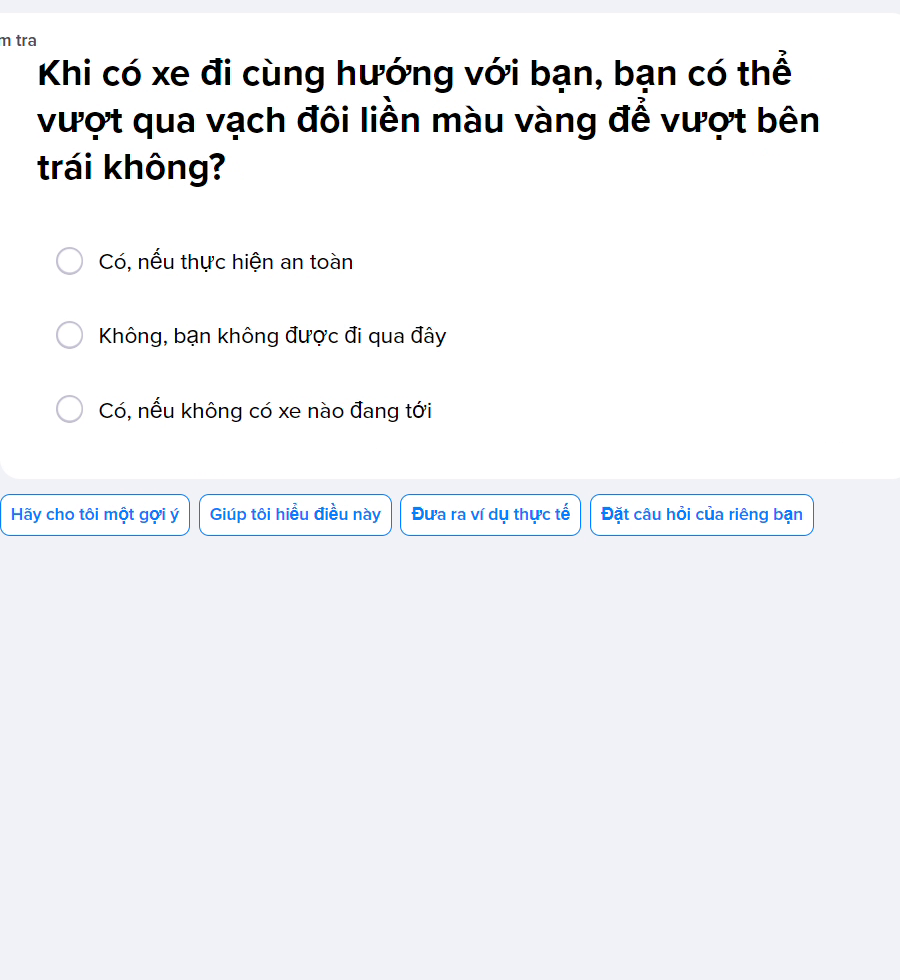 m tra
Khi có xe đi cùng hướng với bạn, bạn có thể
vượt qua vạch đôi liền màu vàng để vượt bên
trái không?
Có, nếu thực hiện an toàn
Không, bạn không được đi qua đây
Có, nếu không có xe nào đang tới
Hãy cho tôi một gợi ý
Giúp tôi hiểu điều này
Đưa ra ví dụ thực tế
Đặt câu hỏi của riêng bạn